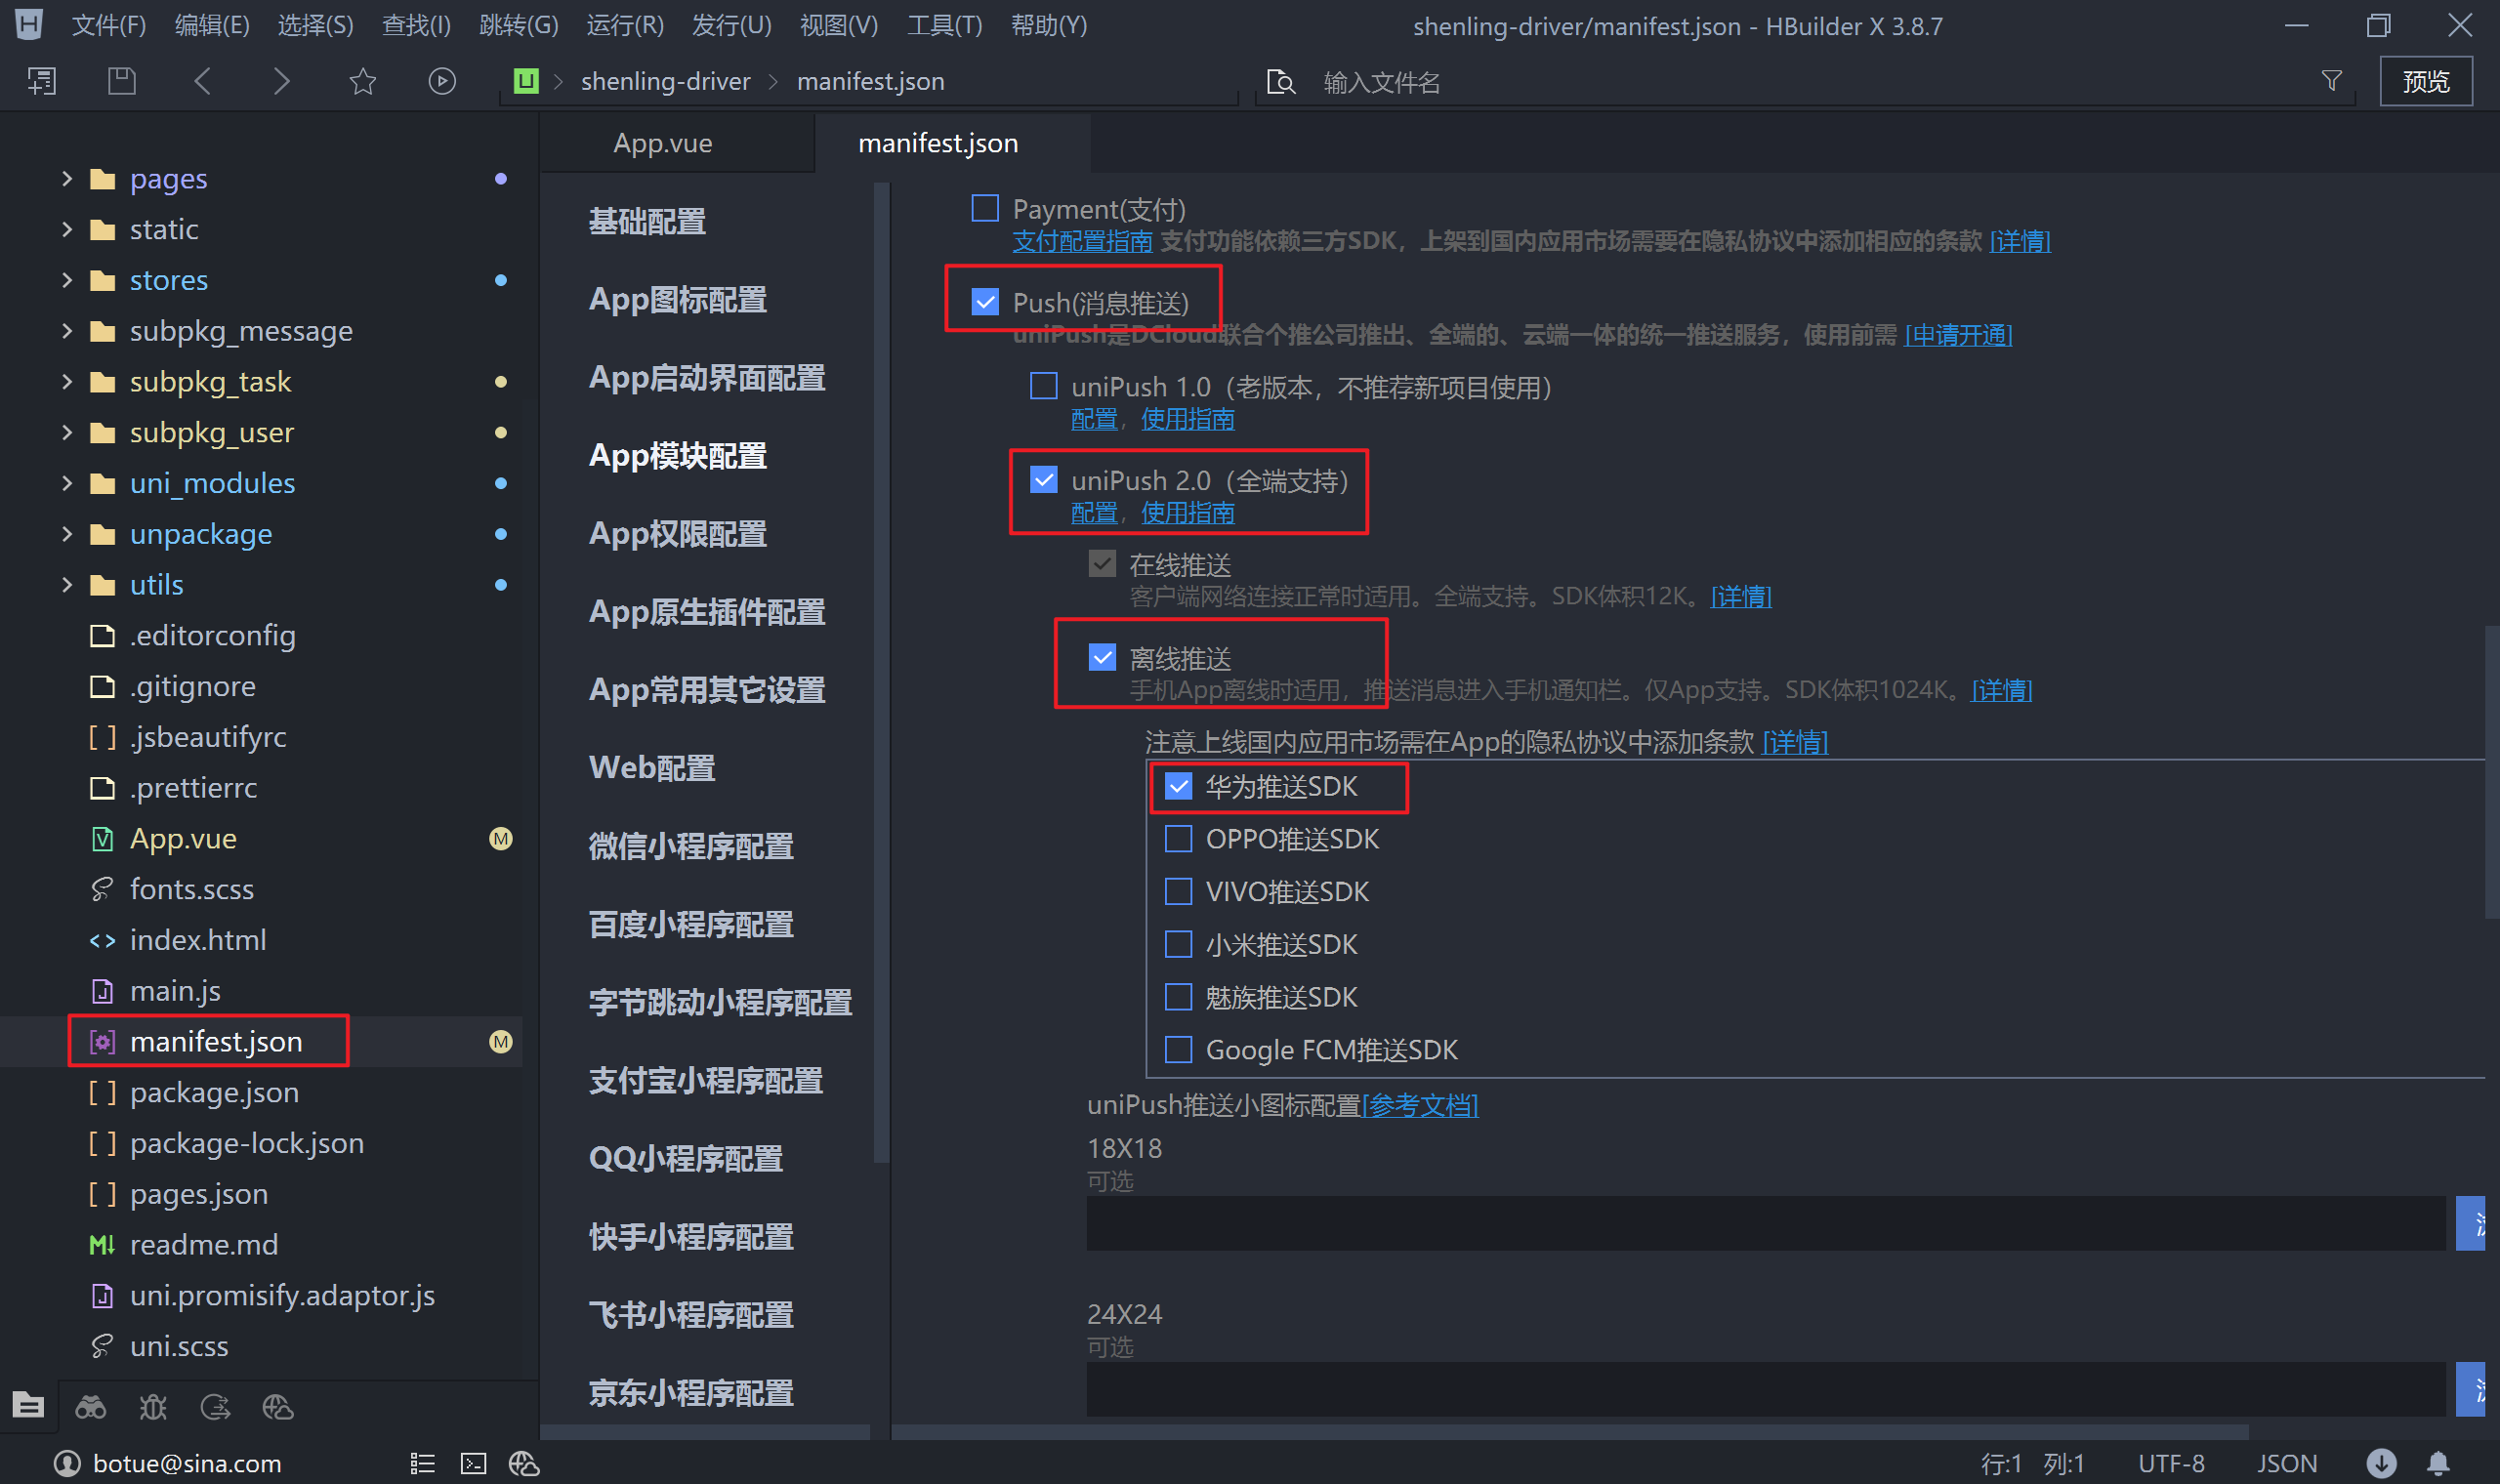 文件(F) 编辑(E) 选择(S) 查找(I) 跳转(G) 运行(R) 发行(U) 视图(V) 工具(T) 帮助(Y) shenling-driver/manifest.json - HBuilder X 3.8.7
shenling-driver manifest.json 输入文件名 预览
App.vue manifest.json
pages
static
stores
subpkg_message
subpkg_task
subpkg_user
uni_modules
unpackage
utils
.editorconfig
.gitignore
.jsbeautifyrc
.prettierrc
App.vue M
fonts.scss
index.html
main.js
manifest.json M
package.json
package-lock.json
pages.json
readme.md
uni.promisify.adaptor.js
uni.scss
基础配置
App图标配置
App启动界面配置
App模块配置
App权限配置
App原生插件配置
App常用其它设置
Web配置
微信小程序配置
百度小程序配置
字节跳动小程序配置
支付宝小程序配置
QQ小程序配置
快手小程序配置
飞书小程序配置
京东小程序配置
Payment(支付)
支付配置指南 支付功能依赖三方SDK，上架到国内应用市场需要在隐私协议中添加相应的条款 [详情]
Push(消息推送)
uniPush是DCloud联合个推公司推出、全端的、云端一体的统一推送服务，使用前需 [申请开通]
uniPush 1.0（老版本，不推荐新项目使用）
配置，使用指南
uniPush 2.0（全端支持）
配置，使用指南
在线推送
客户端网络连接正常时适用。全端支持。SDK体积12K。[详情]
离线推送
手机App离线时适用，推送消息进入手机通知栏。仅App支持。SDK体积1024K。[详情]
注意上线国内应用市场需在App的隐私协议中添加条款 [详情]
华为推送SDK
OPPO推送SDK
VIVO推送SDK
小米推送SDK
魅族推送SDK
Google FCM推送SDK
uniPush推送小图标配置[参考文档]
18X18
可选
24X24
可选
botue@sina.com 行:1 列:1 UTF-8 JSON